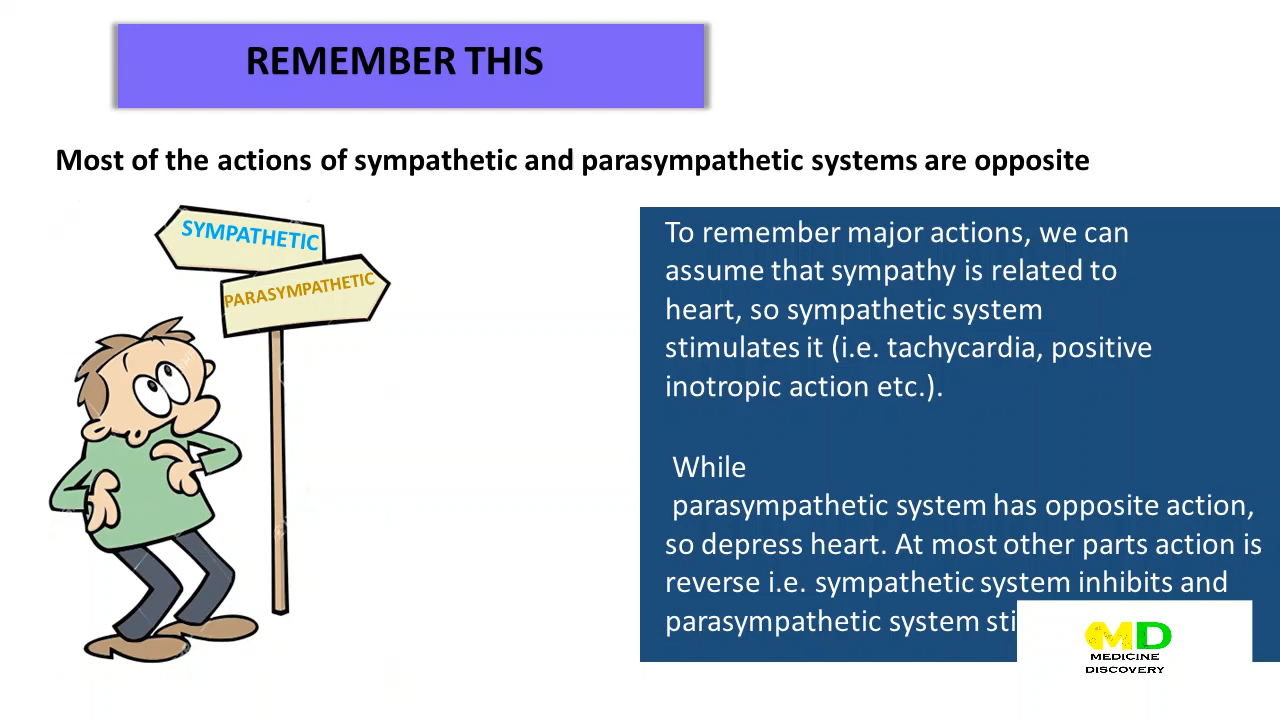 REMEMBER THIS
Most of the actions of sympathetic and parasympathetic systems are opposite
SYMPATHETIC
PARASYMPATHETIC
To remember major actions, we can
assume that sympathy is related to
heart, so sympathetic system
stimulates it (i.e. tachycardia, positive
inotropic action etc.).
While
parasympathetic system has opposite action,
so depress heart. At most other parts action is
reverse i.e. sympathetic system inhibits and
parasympathetic system
MD
MEDICINE
DISCOVERY